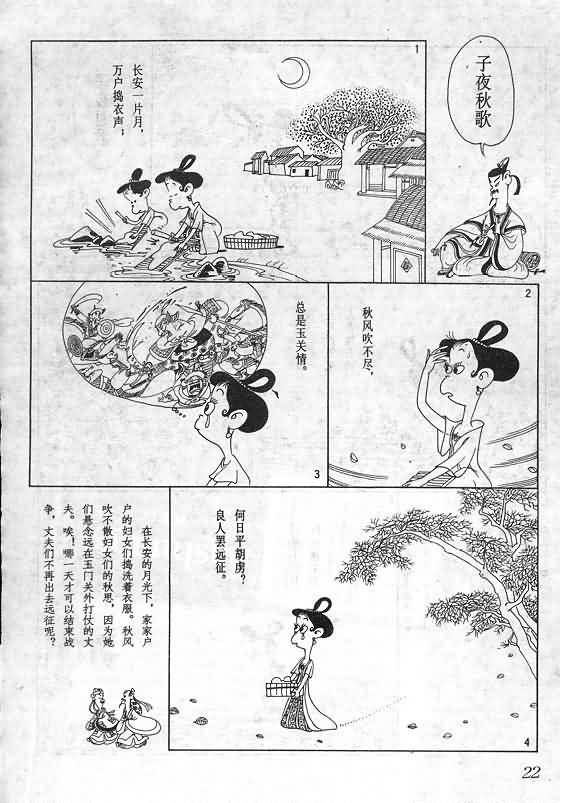 子夜秋歌
1
长安一片月，
万户捣衣声；
2
秋风吹不尽，
3
总是玉关情。
何日平胡虏？
良人罢远征。
4
在长安的月光下，家家户
户的妇女们捣洗着衣服。秋风
吹不散妇女们的秋思，因为她
们悬念远在玉门关外打仗的丈
夫。唉！哪一天才可以结束战
争，丈夫们不再出去远征呢？
22